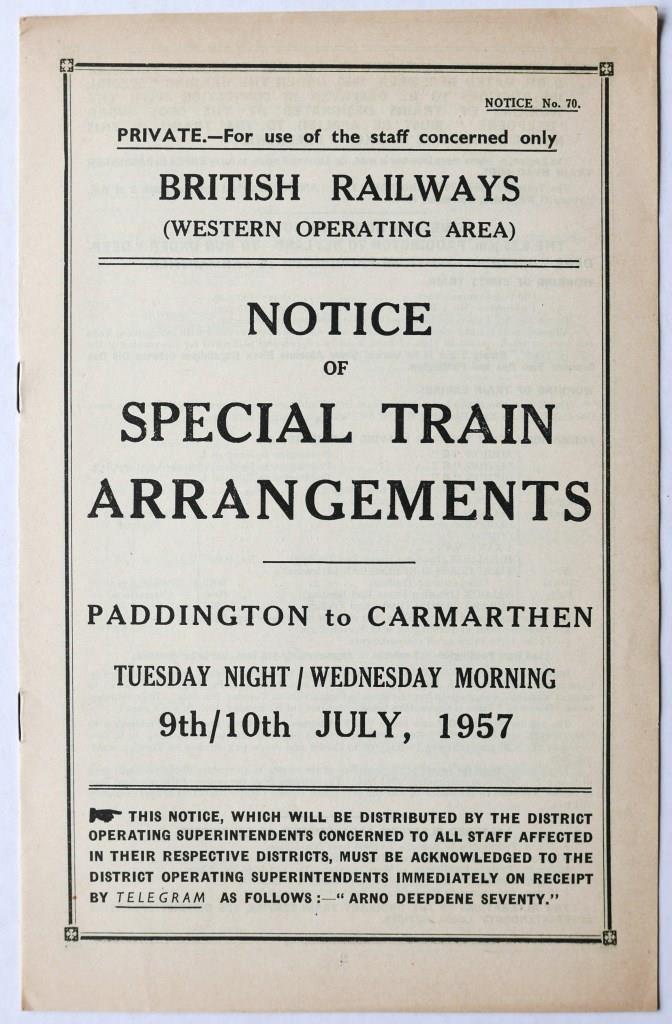 NOTICE No. 70.
PRIVATE.—For use of the staff concerned only
BRITISH RAILWAYS
(WESTERN OPERATING AREA)
NOTICE
OF
SPECIAL TRAIN
ARRANGEMENTS
PADDINGTON to CARMARTHEN
TUESDAY NIGHT / WEDNESDAY MORNING
9th/10th JULY, 1957
☛ THIS NOTICE, WHICH WILL BE DISTRIBUTED BY THE DISTRICT
OPERATING SUPERINTENDENTS CONCERNED TO ALL STAFF AFFECTED
IN THEIR RESPECTIVE DISTRICTS, MUST BE ACKNOWLEDGED TO THE
DISTRICT OPERATING SUPERINTENDENTS IMMEDIATELY ON RECEIPT
BY TELEGRAM AS FOLLOWS :—“ ARNO DEEPDENE SEVENTY.”